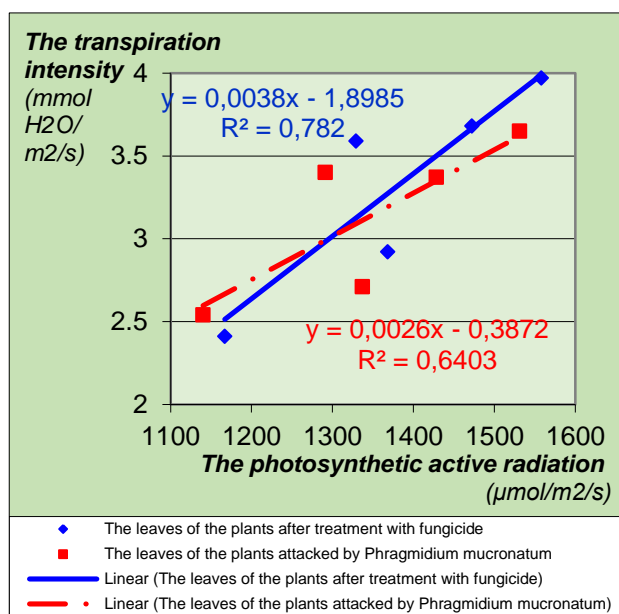 The transpiration
intensity
(mmol
H2O/
m2/s)
4
3.5
3
2.5
2
y = 0,0038x - 1,8985
R² = 0,782
y = 0,0026x - 0,3872
R² = 0,6403
1100 1200 1300 1400 1500 1600
The photosynthetic active radiation
(µmol/m2/s)
The leaves of the plants after treatment with fungicide
The leaves of the plants attacked by Phragmidium mucronatum
Linear (The leaves of the plants after treatment with fungicide)
Linear (The leaves of the plants attacked by Phragmidium mucronatum)